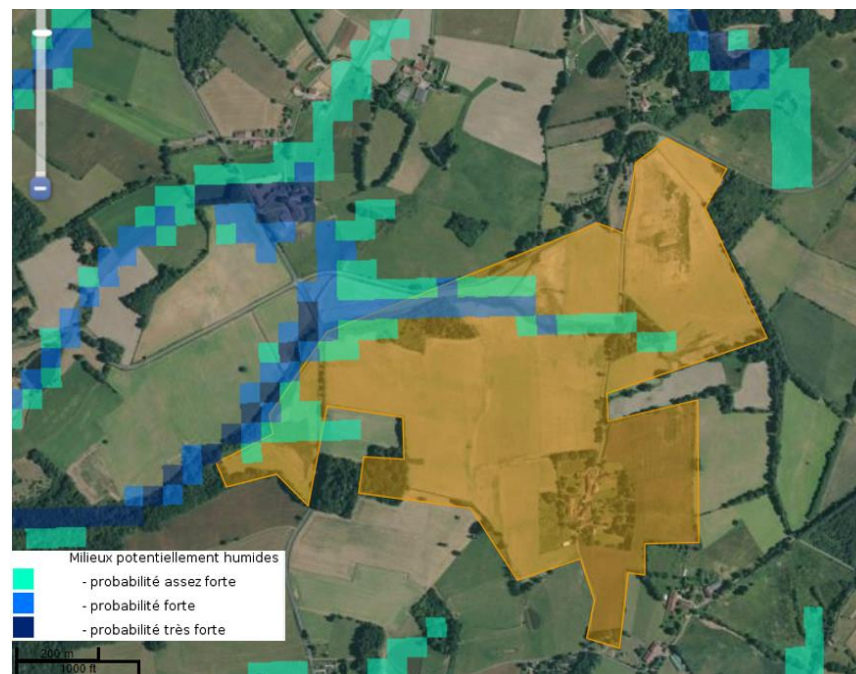 Milieux potentiellement humides
- probabilité assez forte
- probabilité forte
- probabilité très forte
200 m
1000 ft